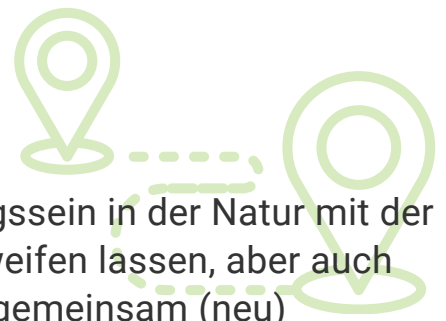 gssein in der Natur mit der
weifen lassen, aber auch
gemeinsam (neu)